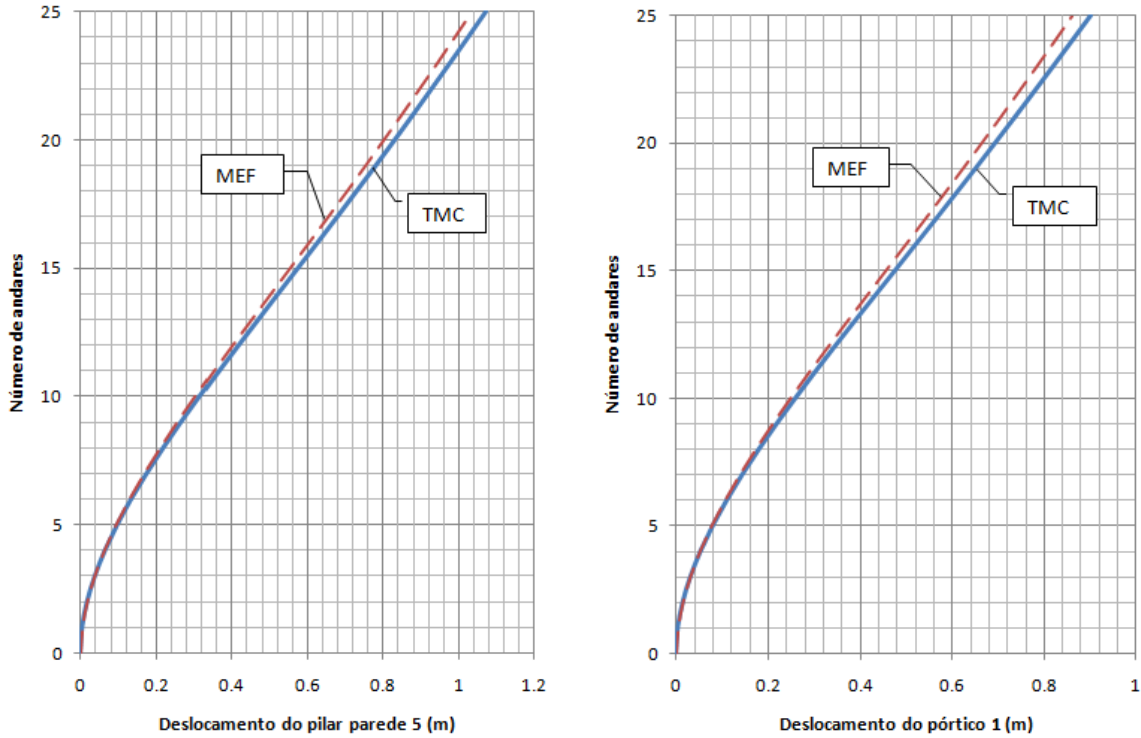 25
20
15
10
5
0
Número de andares
MEF
TMC
0 0.2 0.4 0.6 0.8 1 1.2
Deslocamento do pilar parede 5 (m)
25
20
15
10
5
0
Número de andares
MEF
TMC
0 0.2 0.4 0.6 0.8 1
Deslocamento do pórtico 1 (m)